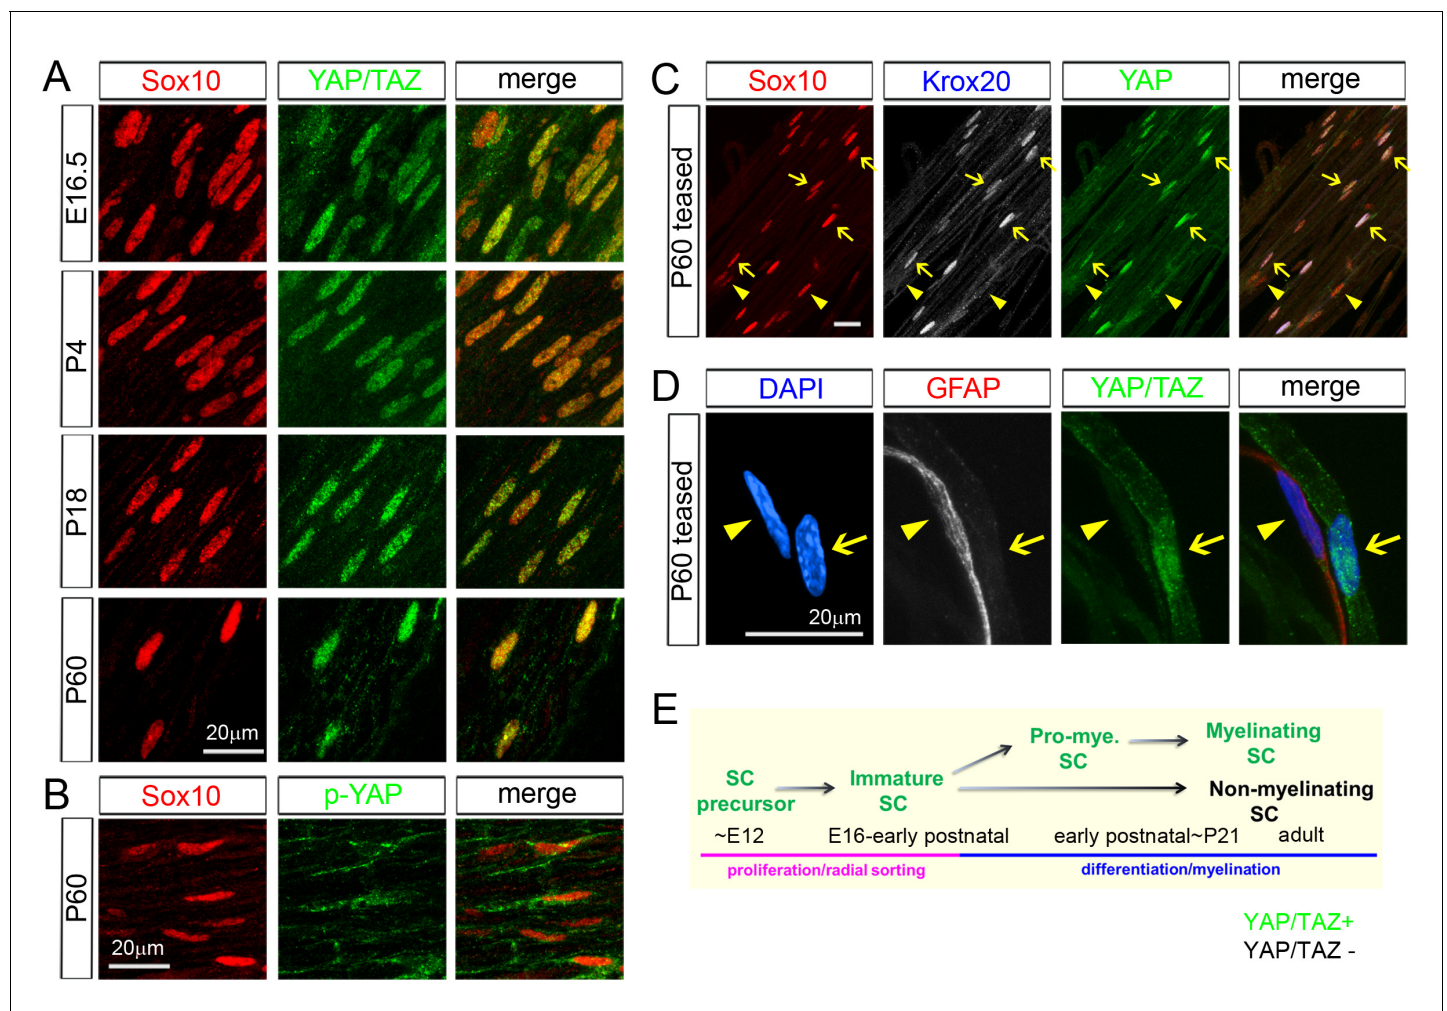 A
Sox10
YAP/TAZ
merge
E16.5
P4
P18
P60
20μm
B
Sox10
p-YAP
merge
P60
20μm
C
Sox10
Krox20
YAP
merge
P60 teased
D
DAPI
GFAP
YAP/TAZ
merge
P60 teased
20μm
E
SC
precursor
Immature
SC
Pro-mye.
SC
Myelinating
SC
Non-myelinating
SC
~E12
E16-early postnatal
early postnatal~P21
adult
proliferation/radial sorting
differentiation/myelination
YAP/TAZ+
YAP/TAZ -